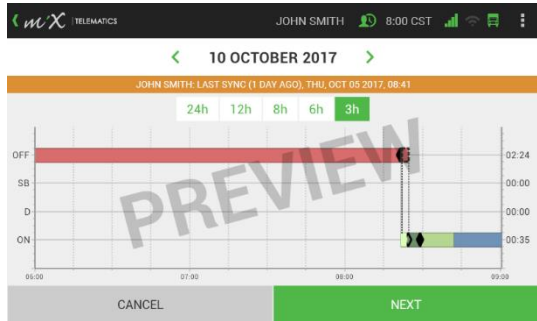 m'X TELEMATICS JOHN SMITH 8:00 CST
10 OCTOBER 2017
JOHN SMITH: LAST SYNC (1 DAY AGO), THU, OCT 05 2017, 08:41
24h 12h 8h 6h 3h
OFF 02:24
SB 00:00
D 00:00
ON 00:35
06:00 07:00 08:00 09:00
PREVIEW
CANCEL NEXT